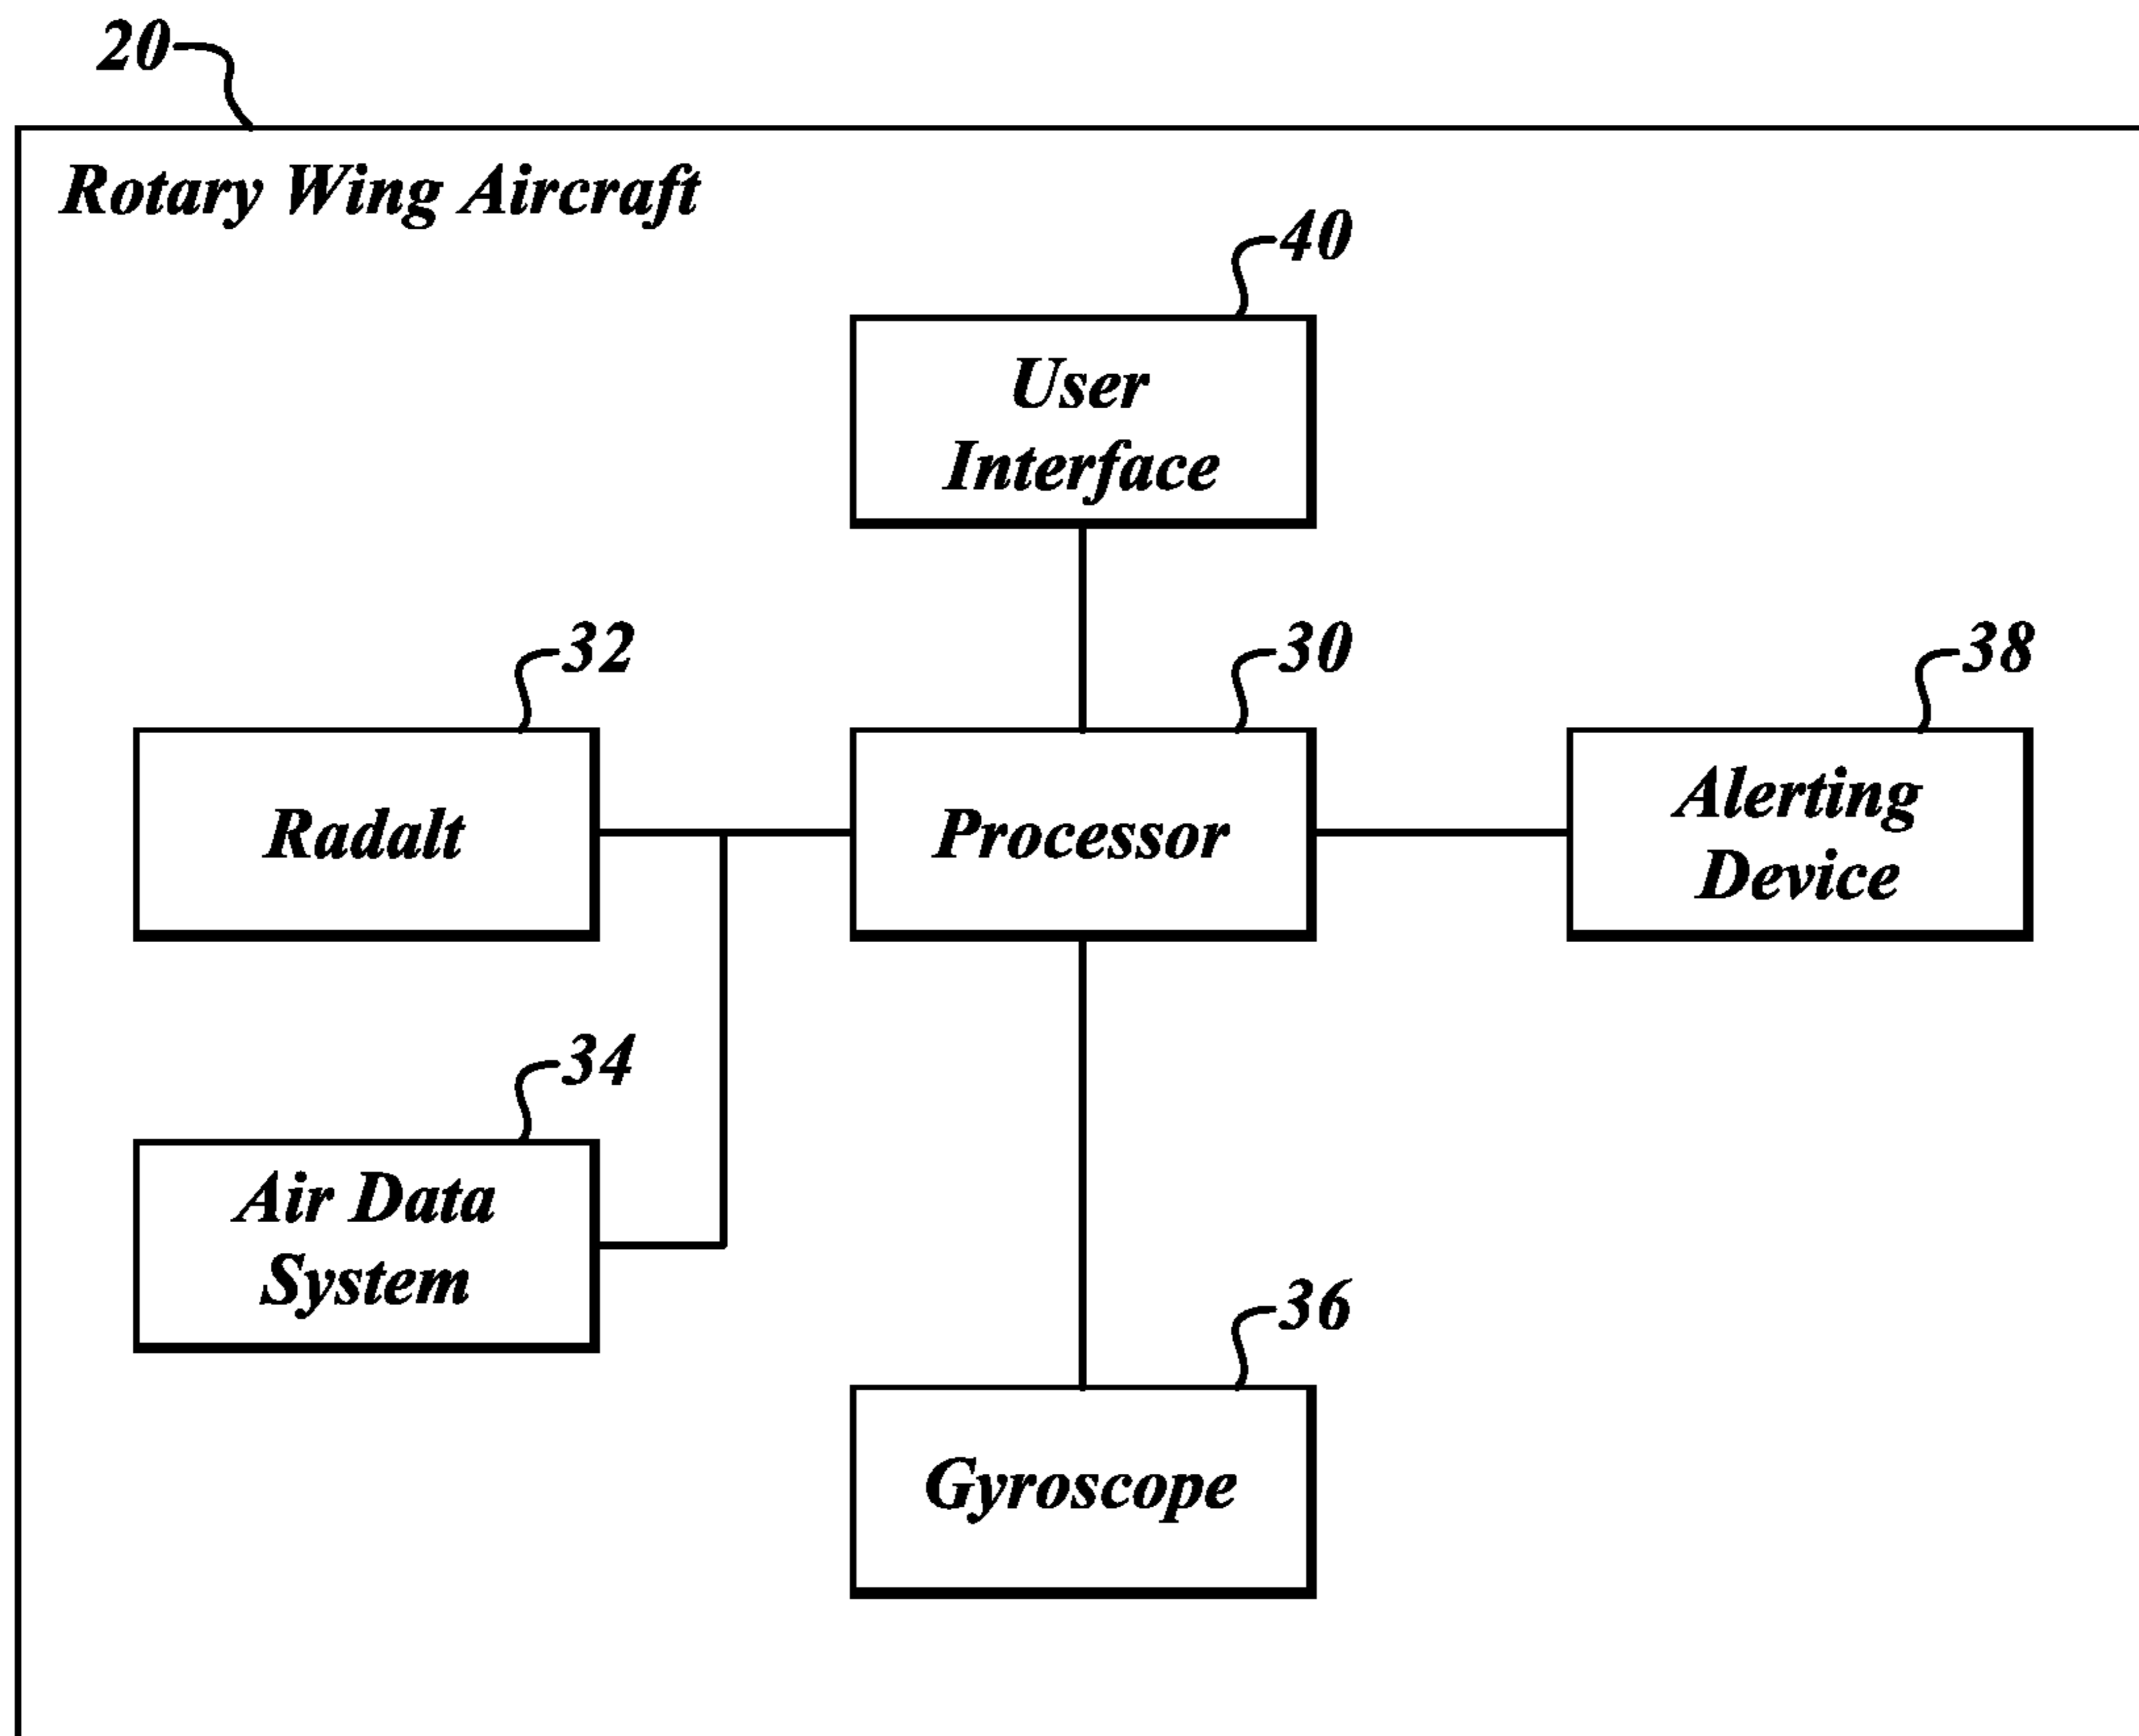 20
Rotary Wing Aircraft
40
User
Interface
32
30
38
Radalt
Processor
Alerting
Device
34
Air Data
System
36
Gyroscope